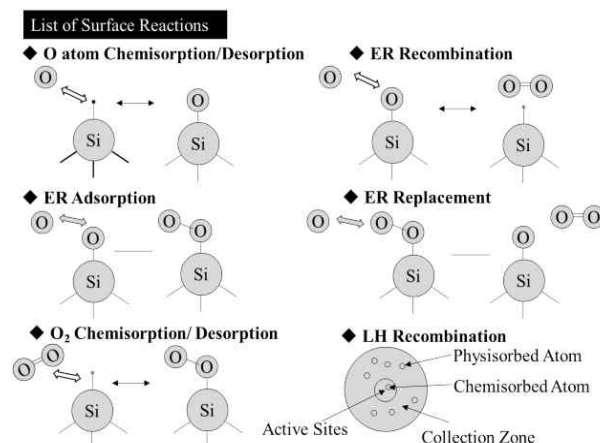 List of Surface Reactions
◆ O atom Chemisorption/Desorption
O
O
Si
Si
◆ ER Recombination
O
O
Si
O=O
Si
◆ ER Adsorption
O
O
Si
O O
Si
◆ ER Replacement
O
O O
Si
O
Si
O=O
◆ O₂ Chemisorption/ Desorption
O=O
Si
O O
Si
◆ LH Recombination
Physisorbed Atom
Chemisorbed Atom
Active Sites
Collection Zone